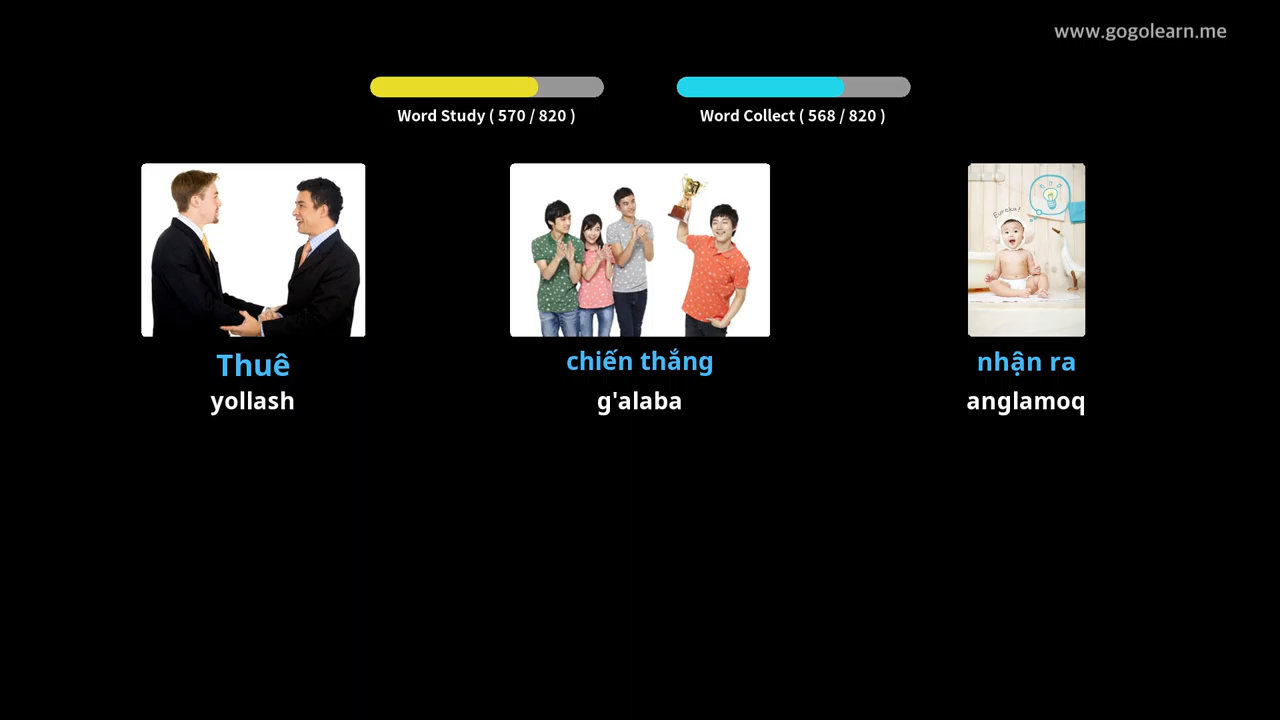 www.gogolearn.me
Word Study ( 570 / 820 )
Word Collect ( 568 / 820 )
Eureka!
Thuê
chiến thắng
nhận ra
yollash
g'alaba
anglamoq